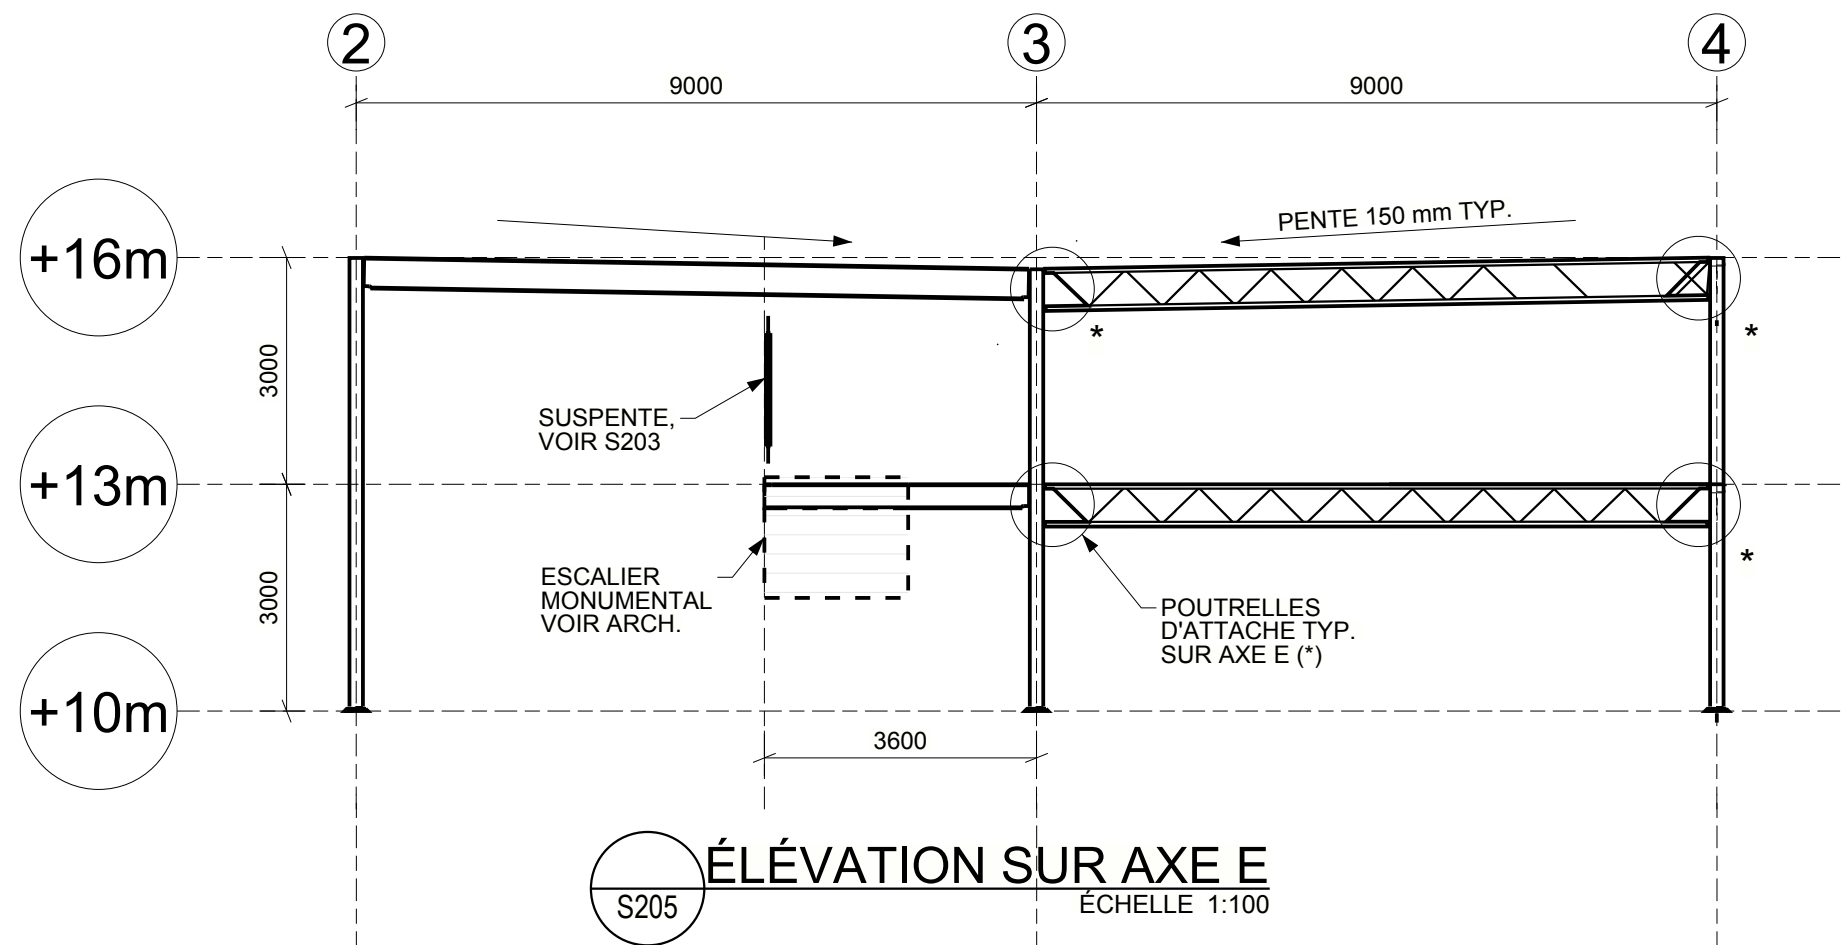 2
3
4
9000
9000
PENTE 150 mm TYP.
+16m
3000
*
*
SUSPENTE,
VOIR S203
+13m
*
ESCALIER
MONUMENTAL
VOIR ARCH.
3000
POUTRELLES
D'ATTACHE TYP.
SUR AXE E (*)
+10m
3600
ÉLÉVATION SUR AXE E
S205
ÉCHELLE 1:100